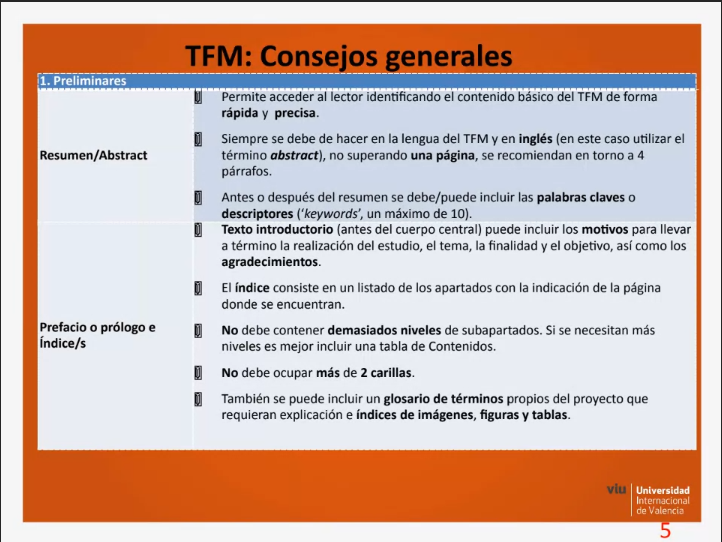 TFM: Consejos generales
1. Preliminares
Resumen/Abstract
Permite acceder al lector identificando el contenido básico del TFM de forma
rápida y precisa.
Siempre se debe de hacer en la lengua del TFM y en inglés (en este caso utilizar el
término abstract), no superando una página, se recomiendan en torno a 4
párrafos.
Antes o después del resumen se debe/puede incluir las palabras claves o
descriptores (‘keywords’, un máximo de 10).
Prefacio o prólogo e
Índice/s
Texto introductorio (antes del cuerpo central) puede incluir los motivos para llevar
a término la realización del estudio, el tema, la finalidad y el objetivo, así como los
agradecimientos.
El índice consiste en un listado de los apartados con la indicación de la página
donde se encuentran.
No debe contener demasiados niveles de subapartados. Si se necesitan más
niveles es mejor incluir una tabla de Contenidos.
No debe ocupar más de 2 carillas.
También se puede incluir un glosario de términos propios del proyecto que
requieran explicación e índices de imágenes, figuras y tablas.
viu
Universidad
Internacional
de Valencia
5